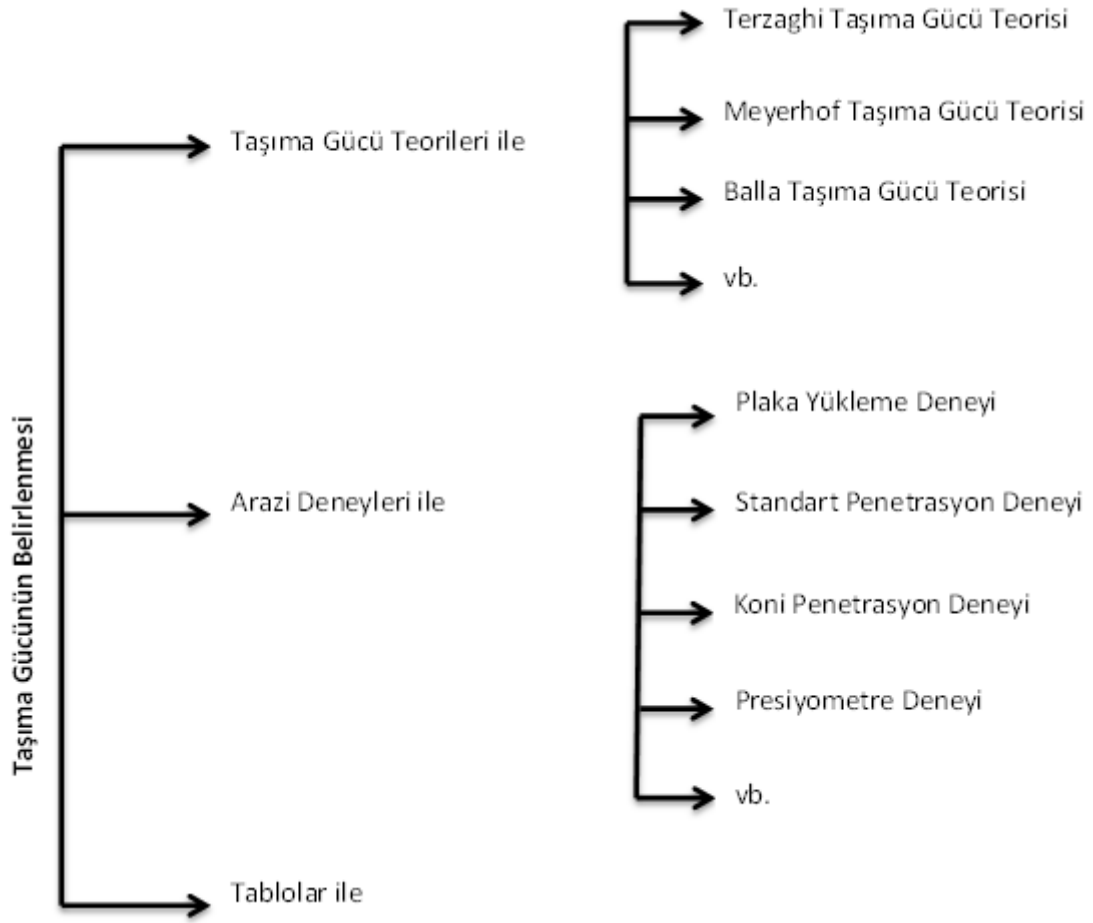 Taşıma Gücünün Belirlenmesi
Taşıma Gücü Teorileri ile
Terzaghi Taşıma Gücü Teorisi
Meyerhof Taşıma Gücü Teorisi
Balla Taşıma Gücü Teorisi
vb.
Arazi Deneyleri ile
Plaka Yükleme Deneyi
Standart Penetrasyon Deneyi
Koni Penetrasyon Deneyi
Presiyometre Deneyi
vb.
Tablolar ile